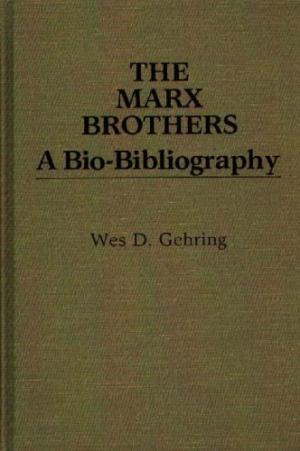 THE
MARX
BROTHERS
A Bio-Bibliography
Wes D. Gehring